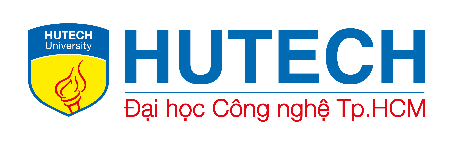 HUTECH
University
HUTECH
Đại học Công nghệ Tp.HCM